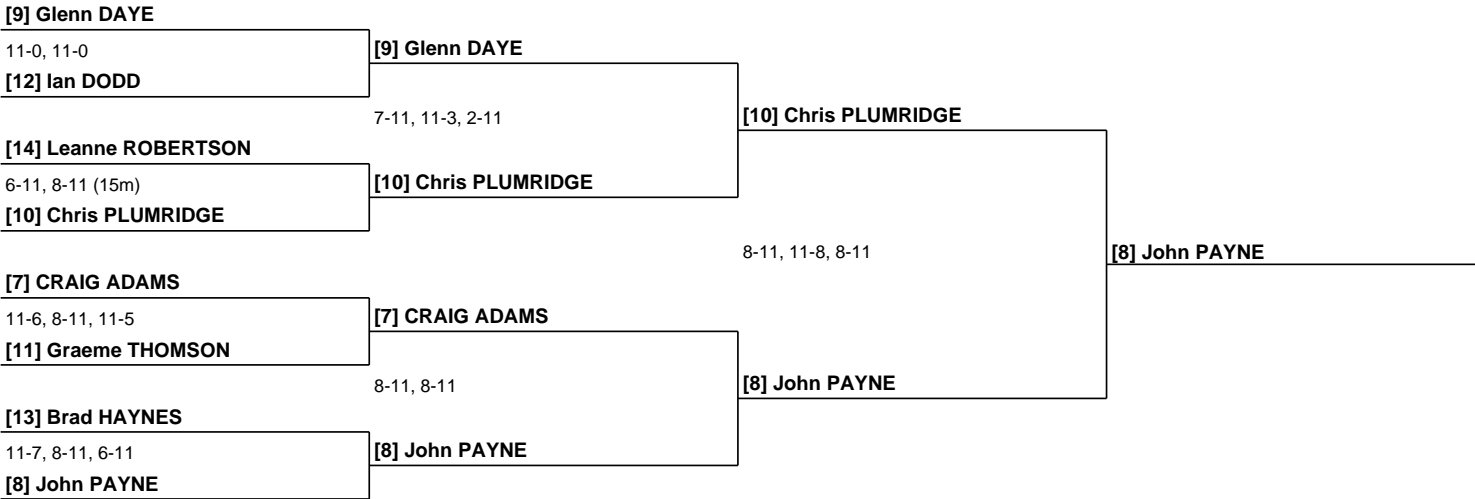 [9] Glenn DAYE
11-0, 11-0
[9] Glenn DAYE
[12] Ian DODD
7-11, 11-3, 2-11
[10] Chris PLUMRIDGE
[14] Leanne ROBERTSON
6-11, 8-11 (15m)
[10] Chris PLUMRIDGE
[10] Chris PLUMRIDGE
8-11, 11-8, 8-11
[8] John PAYNE
[7] CRAIG ADAMS
11-6, 8-11, 11-5
[7] CRAIG ADAMS
[11] Graeme THOMSON
8-11, 8-11
[8] John PAYNE
[13] Brad HAYNES
11-7, 8-11, 6-11
[8] John PAYNE
[8] John PAYNE